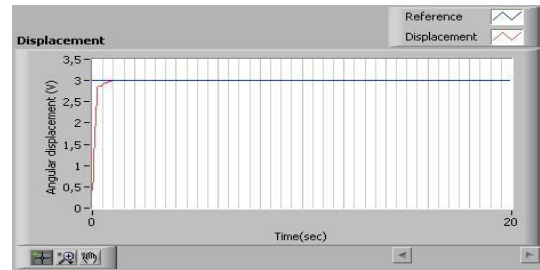 Reference
Displacement
Displacement
3,5
3
2,5
2
1,5
1
0,5
0
Angular displacement (V)
0
20
Time(sec)